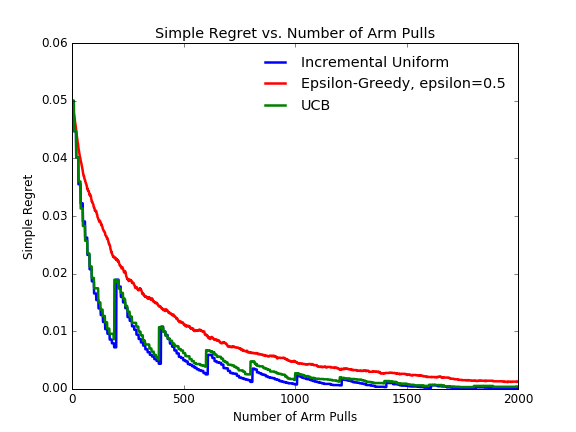 Simple Regret vs. Number of Arm Pulls
0.06
0.05
0.04
0.03
0.02
0.01
0.00
Simple Regret
Incremental Uniform
Epsilon-Greedy, epsilon=0.5
UCB
0 500 1000 1500 2000
Number of Arm Pulls